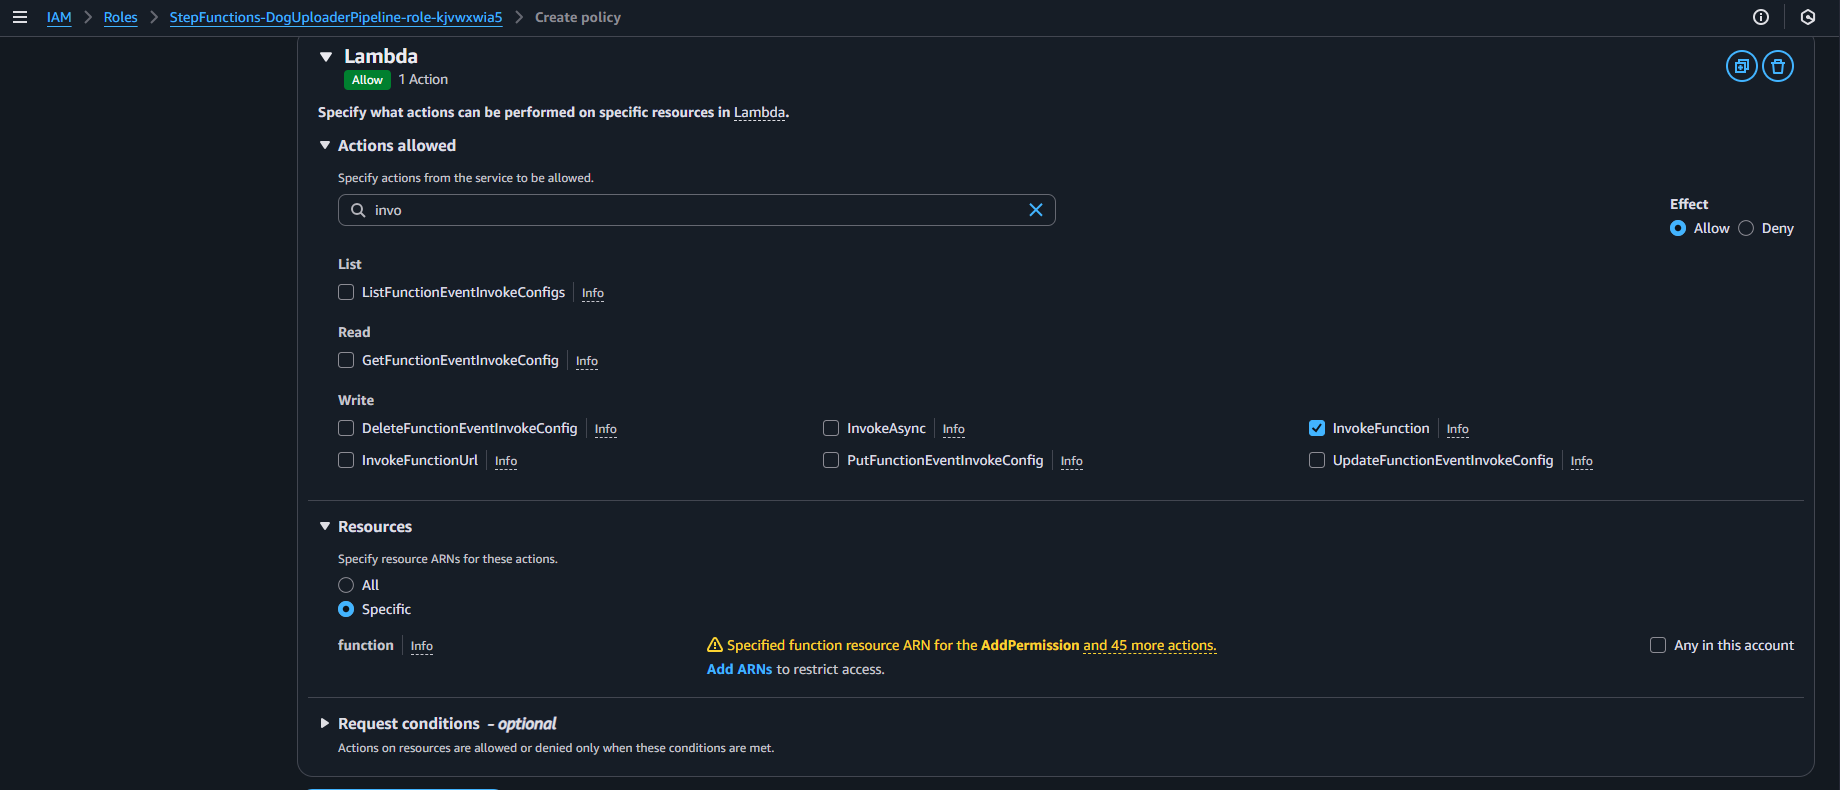 IAM > Roles > StepFunctions-DogUploaderPipeline-role-kjvwxwia5 > Create policy
Lambda
Allow 1 Action
Specify what actions can be performed on specific resources in Lambda.
Actions allowed
Specify actions from the service to be allowed.
invo
Effect
Allow Deny
List
ListFunctionEventInvokeConfigs Info
Read
GetFunctionEventInvokeConfig Info
Write
DeleteFunctionEventInvokeConfig Info InvokeAsync Info InvokeFunction Info
InvokeFunctionUrl Info PutFunctionEventInvokeConfig Info UpdateFunctionEventInvokeConfig Info
Resources
Specify resource ARNs for these actions.
All
Specific
function Info Specified function resource ARN for the AddPermission and 45 more actions. Any in this account
Add ARNs to restrict access.
Request conditions - optional
Actions on resources are allowed or denied only when these conditions are met.